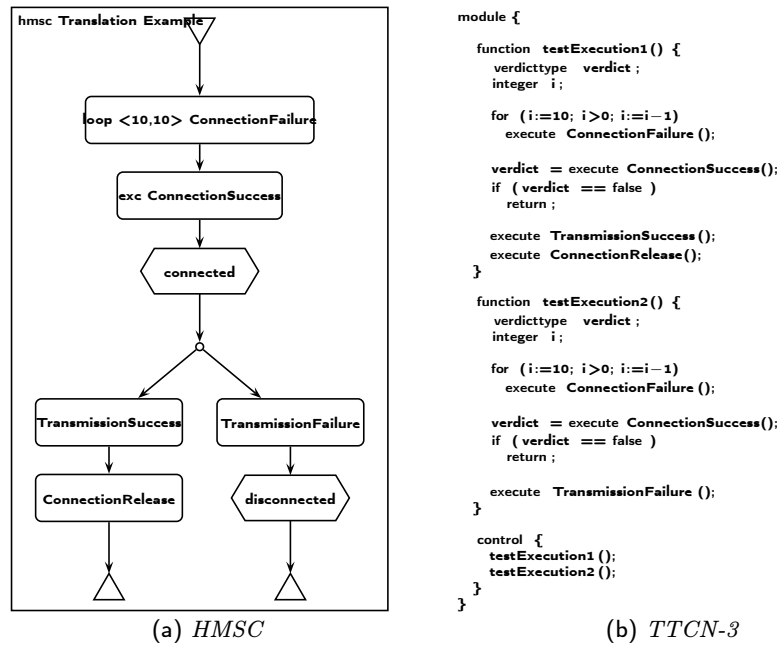 hmsc Translation Example
loop <10,10> ConnectionFailure
exc ConnectionSuccess
connected
TransmissionSuccess
TransmissionFailure
ConnectionRelease
disconnected
(a) HMSC
module {
function testExecution1() {
verdicttype verdict;
integer i;
for (i:=10; i>0; i:=i-1)
execute ConnectionFailure();
verdict = execute ConnectionSuccess();
if (verdict == false)
return;
execute TransmissionSuccess();
execute ConnectionRelease();
}
function testExecution2() {
verdicttype verdict;
integer i;
for (i:=10; i>0; i:=i-1)
execute ConnectionFailure();
verdict = execute ConnectionSuccess();
if (verdict == false)
return;
execute TransmissionFailure();
}
control {
testExecution1();
testExecution2();
}
}
(b) TTCN-3